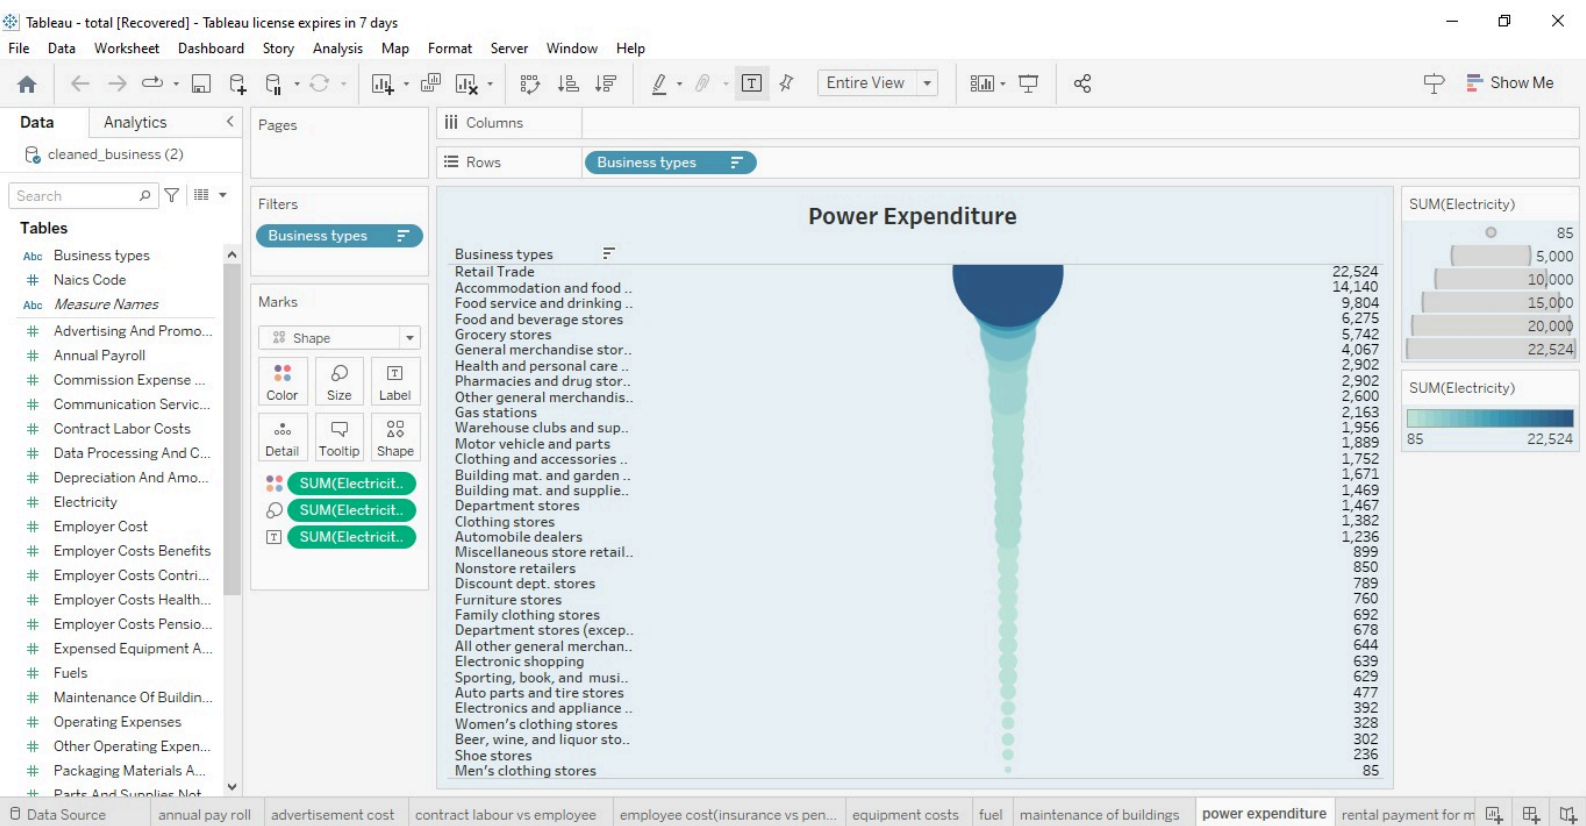 Tableau - total [Recovered] - Tableau license expires in 7 days
File Data Worksheet Dashboard Story Analysis Map Format Server Window Help
Entire View
Show Me
Data Analytics
cleaned_business (2)
Search
Tables
Abc Business types
# Naics Code
Abc Measure Names
# Advertising And Promo...
# Annual Payroll
# Commission Expense ...
# Communication Servic...
# Contract Labor Costs
# Data Processing And C...
# Depreciation And Amo...
# Electricity
# Employer Cost
# Employer Costs Benefits
# Employer Costs Contri...
# Employer Costs Health...
# Employer Costs Pensio...
# Expensed Equipment A...
# Fuels
# Maintenance Of Buildin...
# Operating Expenses
# Other Operating Expen...
# Packaging Materials A...
# Parts And Supplies Not
Pages
Filters
Business types
Marks
Shape
Color Size Label
Detail Tooltip Shape
SUM(Electricit..
SUM(Electricit..
SUM(Electricit..
Columns
Rows Business types
Power Expenditure
Business types
Retail Trade 22,524
Accommodation and food .. 14,140
Food service and drinking .. 9,804
Food and beverage stores 6,275
Grocery stores 5,742
General merchandise stor.. 4,067
Health and personal care .. 2,902
Pharmacies and drug stor.. 2,902
Other general merchandis.. 2,600
Gas stations 2,163
Warehouse clubs and sup.. 1,956
Motor vehicle and parts 1,889
Clothing and accessories .. 1,752
Building mat. and garden .. 1,671
Building mat. and supplie.. 1,469
Department stores 1,467
Clothing stores 1,382
Automobile dealers 1,236
Miscellaneous store retail.. 899
Nonstore retailers 850
Discount dept. stores 789
Furniture stores 760
Family clothing stores 692
Department stores (excep.. 678
All other general merchan.. 644
Electronic shopping 639
Sporting, book, and musi.. 629
Auto parts and tire stores 477
Electronics and appliance .. 392
Women's clothing stores 328
Beer, wine, and liquor sto.. 302
Shoe stores 236
Men's clothing stores 85
SUM(Electricity)
85
5,000
10,000
15,000
20,000
22,524
SUM(Electricity)
85 22,524
Data Source annual pay roll advertisement cost contract labour vs employee employee cost(insurance vs pen... equipment costs fuel maintenance of buildings power expenditure rental payment for m